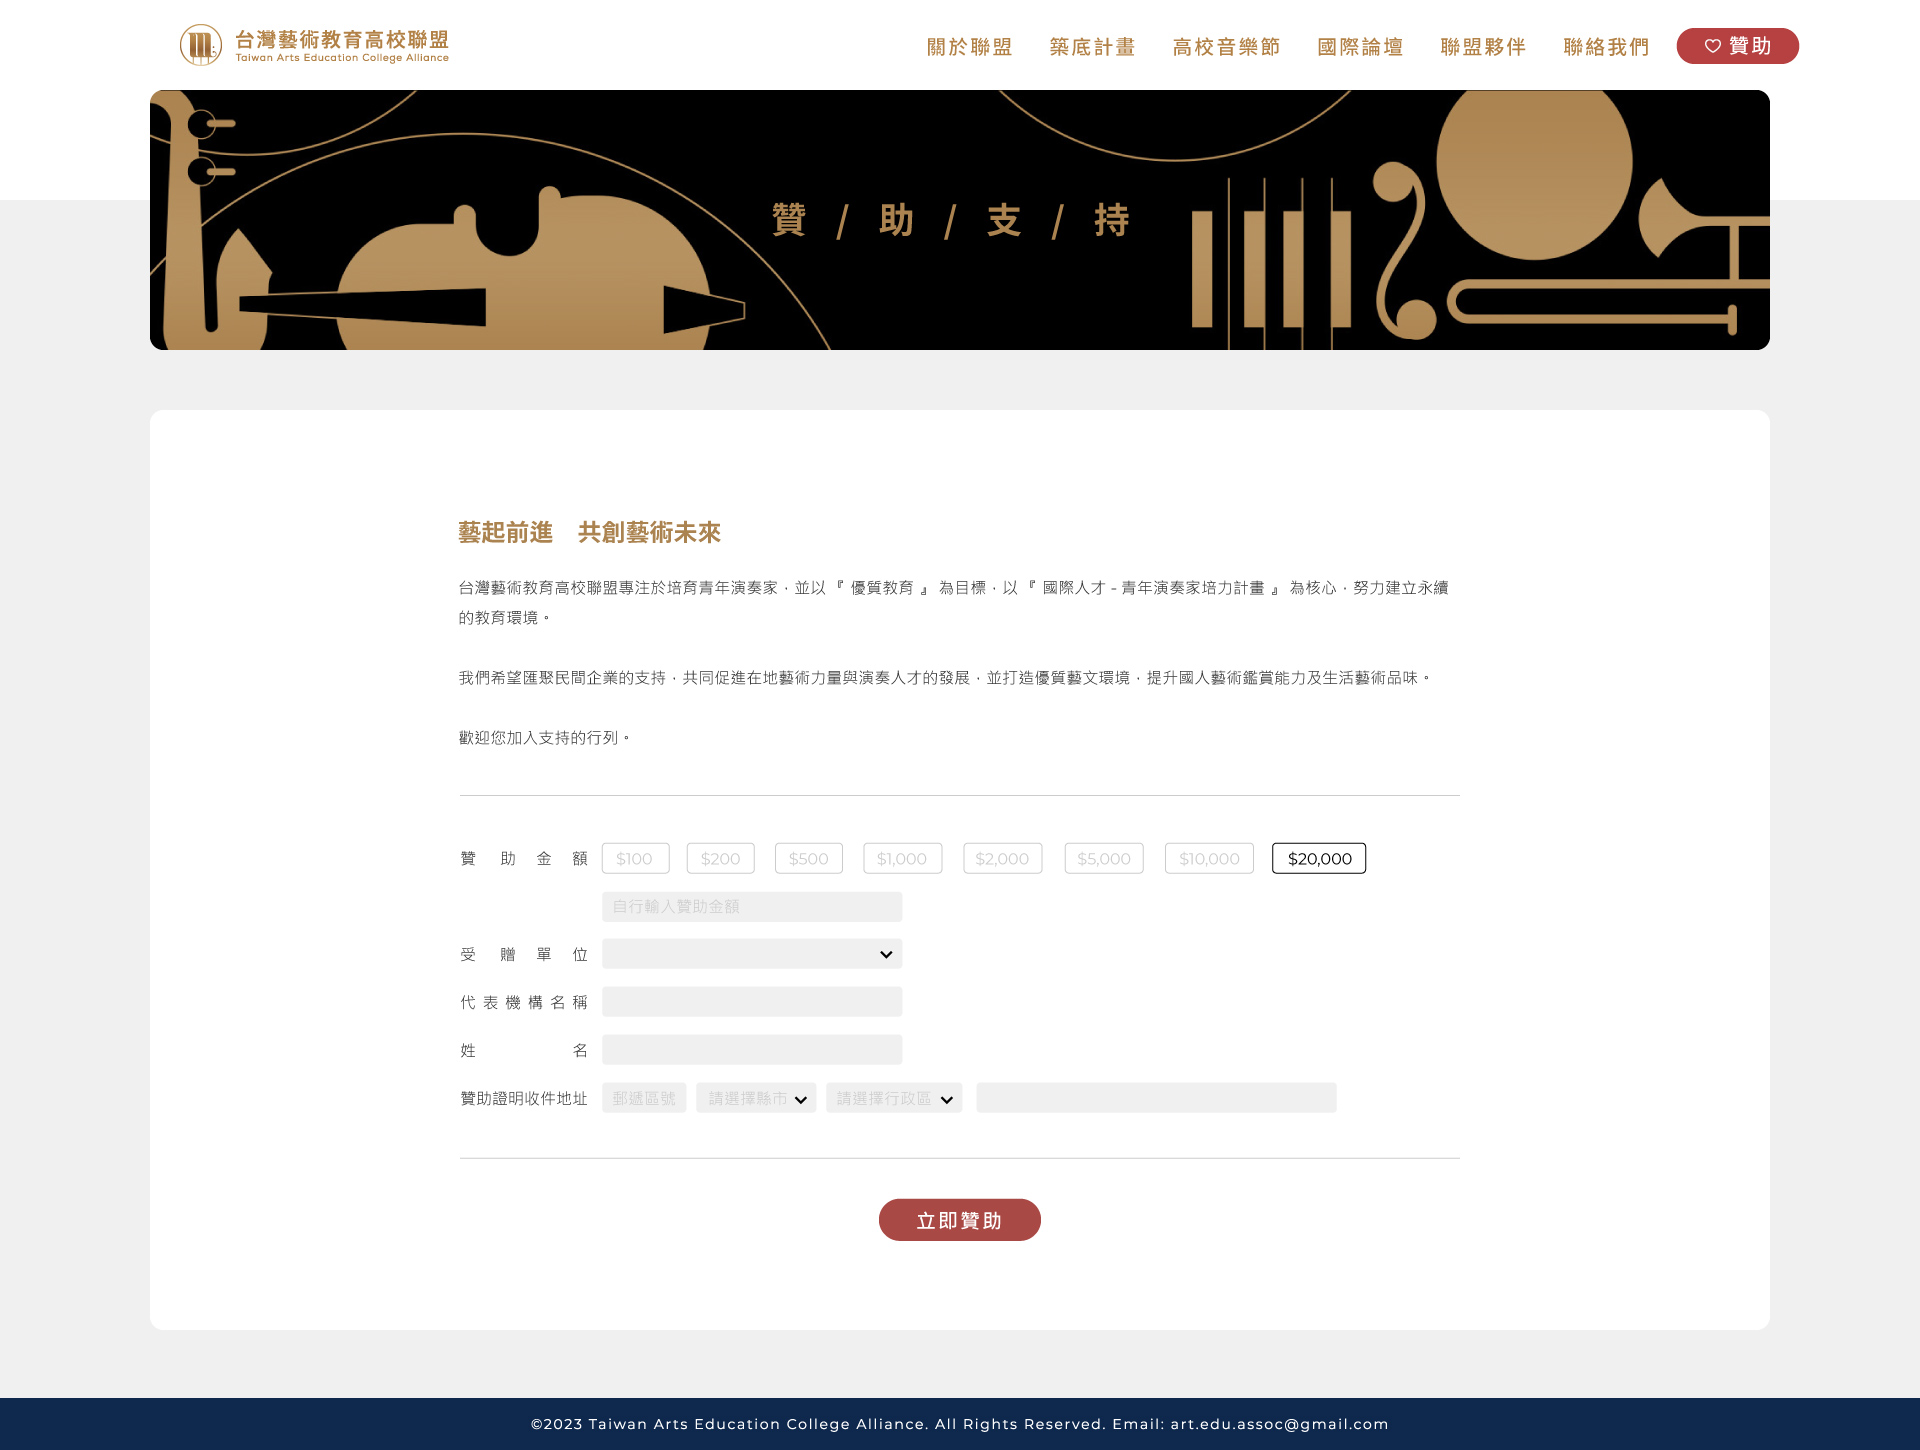 台灣藝術教育高校聯盟
Taiwan Arts Education College Alliance
關於聯盟 築底計畫 高校音樂節 國際論壇 聯盟夥伴 聯絡我們 贊助
贊 / 助 / 支 / 持
藝起前進　共創藝術未來
台灣藝術教育高校聯盟專注於培育青年演奏家，並以『 優質教育 』 為目標，以『 國際人才 - 青年演奏家培力計畫 』 為核心，努力建立永續
的教育環境。
我們希望匯聚民間企業的支持，共同促進在地藝術力量與演奏人才的發展，並打造優質藝文環境，提升國人藝術鑑賞能力及生活藝術品味。
歡迎您加入支持的行列。
贊助金額 $100 $200 $500 $1,000 $2,000 $5,000 $10,000 $20,000
自行輸人贊助金額
受贈單位
代表機構名稱
姓名
贊助證明收件地址 郵遞區號 請選擇縣市 請選擇行政區
立即贊助
©2023 Taiwan Arts Education College Alliance. All Rights Reserved. Email: art.edu.assoc@gmail.com